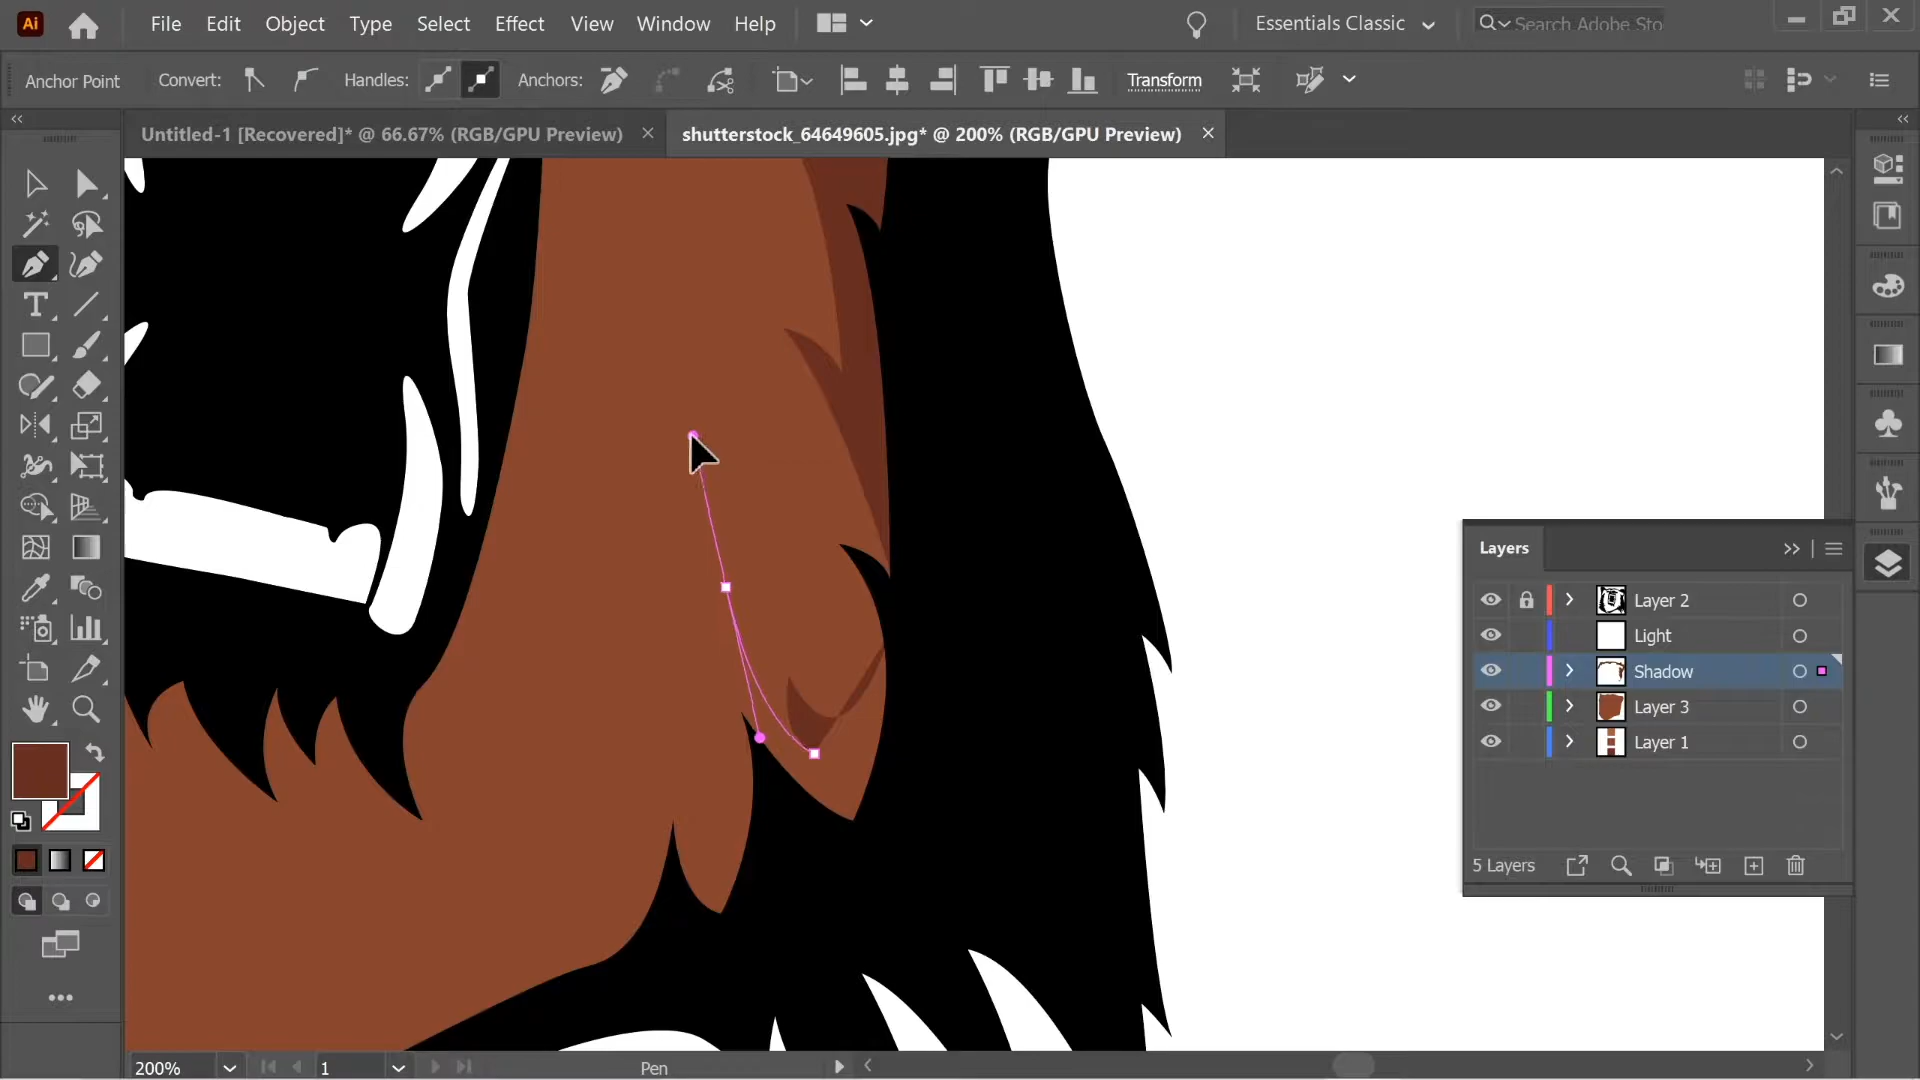 Ai File Edit Object Type Select Effect View Window Help Essentials Classic Search Adobe Sto
Anchor Point Convert: Handles: Anchors: Transform
Untitled-1 [Recovered]* @ 66.67% (RGB/GPU Preview) shutterstock_64649605.jpg* @ 200% (RGB/GPU Preview)
Layers
Layer 2
Light
Shadow
Layer 3
Layer 1
5 Layers
200% 1 Pen